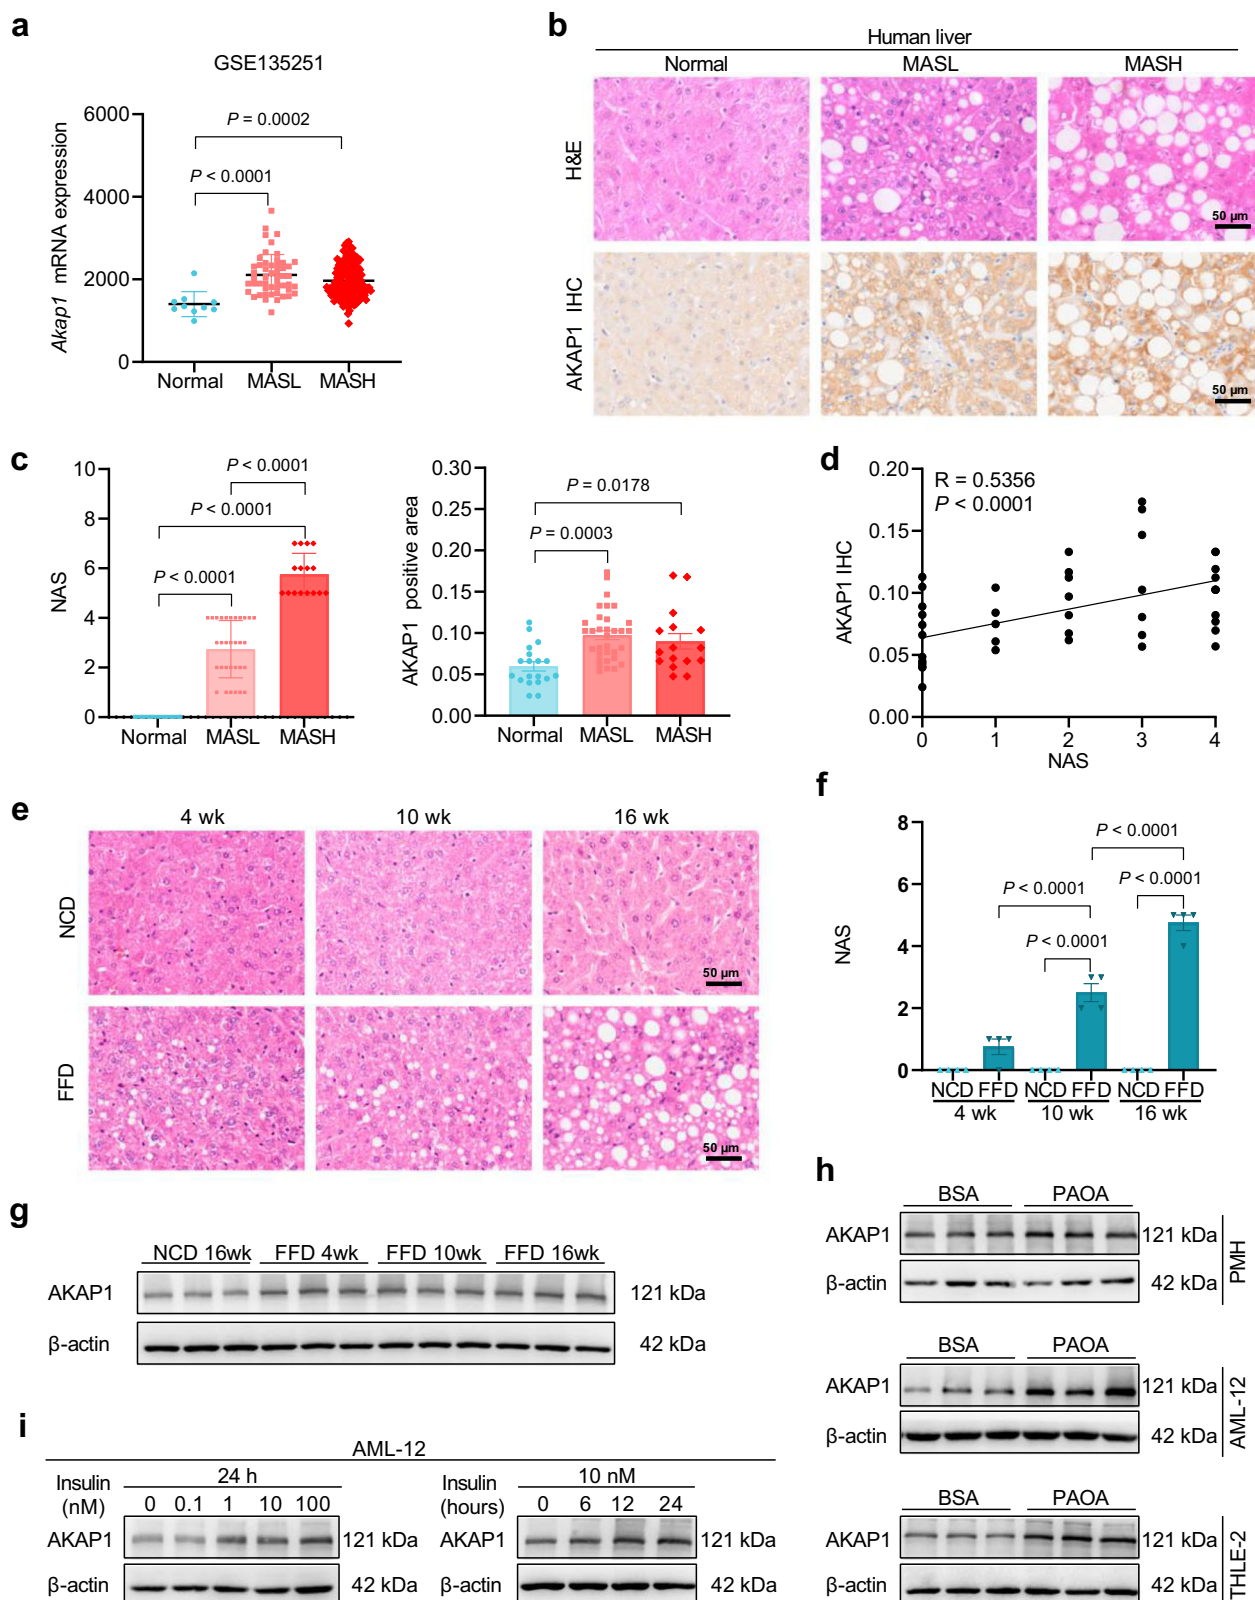 a
GSE135251
Akap1 mRNA expression
6000
4000
2000
0
P = 0.0002
P < 0.0001
Normal MASL MASH
b
Human liver
Normal MASL MASH
H&E
50 µm
AKAP1 IHC
50 µm
c
NAS
10
8
6
4
2
0
P < 0.0001
P < 0.0001
P < 0.0001
Normal MASL MASH
AKAP1 positive area
0.30
0.25
0.20
0.15
0.10
0.05
0.00
P = 0.0178
P = 0.0003
Normal MASL MASH
d
AKAP1 IHC
0.20
0.15
0.10
0.05
0.00
R = 0.5356
P < 0.0001
0 1 2 3 4
NAS
e
4 wk 10 wk 16 wk
NCD
50 µm
FFD
50 µm
f
NAS
8
6
4
2
0
P < 0.0001
P < 0.0001
P < 0.0001
P < 0.0001
NCD FFD NCD FFD NCD FFD
4 wk 10 wk 16 wk
g
NCD 16wk FFD 4wk FFD 10wk FFD 16wk
AKAP1 121 kDa
β-actin 42 kDa
h
BSA PAOA
AKAP1 121 kDa
β-actin 42 kDa
PMH
BSA PAOA
AKAP1 121 kDa
β-actin 42 kDa
AML-12
BSA PAOA
AKAP1 121 kDa
β-actin 42 kDa
THLE-2
i
AML-12
Insulin (nM)
24 h
0 0.1 1 10 100
AKAP1 121 kDa
β-actin 42 kDa
Insulin (hours)
10 nM
0 6 12 24
AKAP1 121 kDa
β-actin 42 kDa